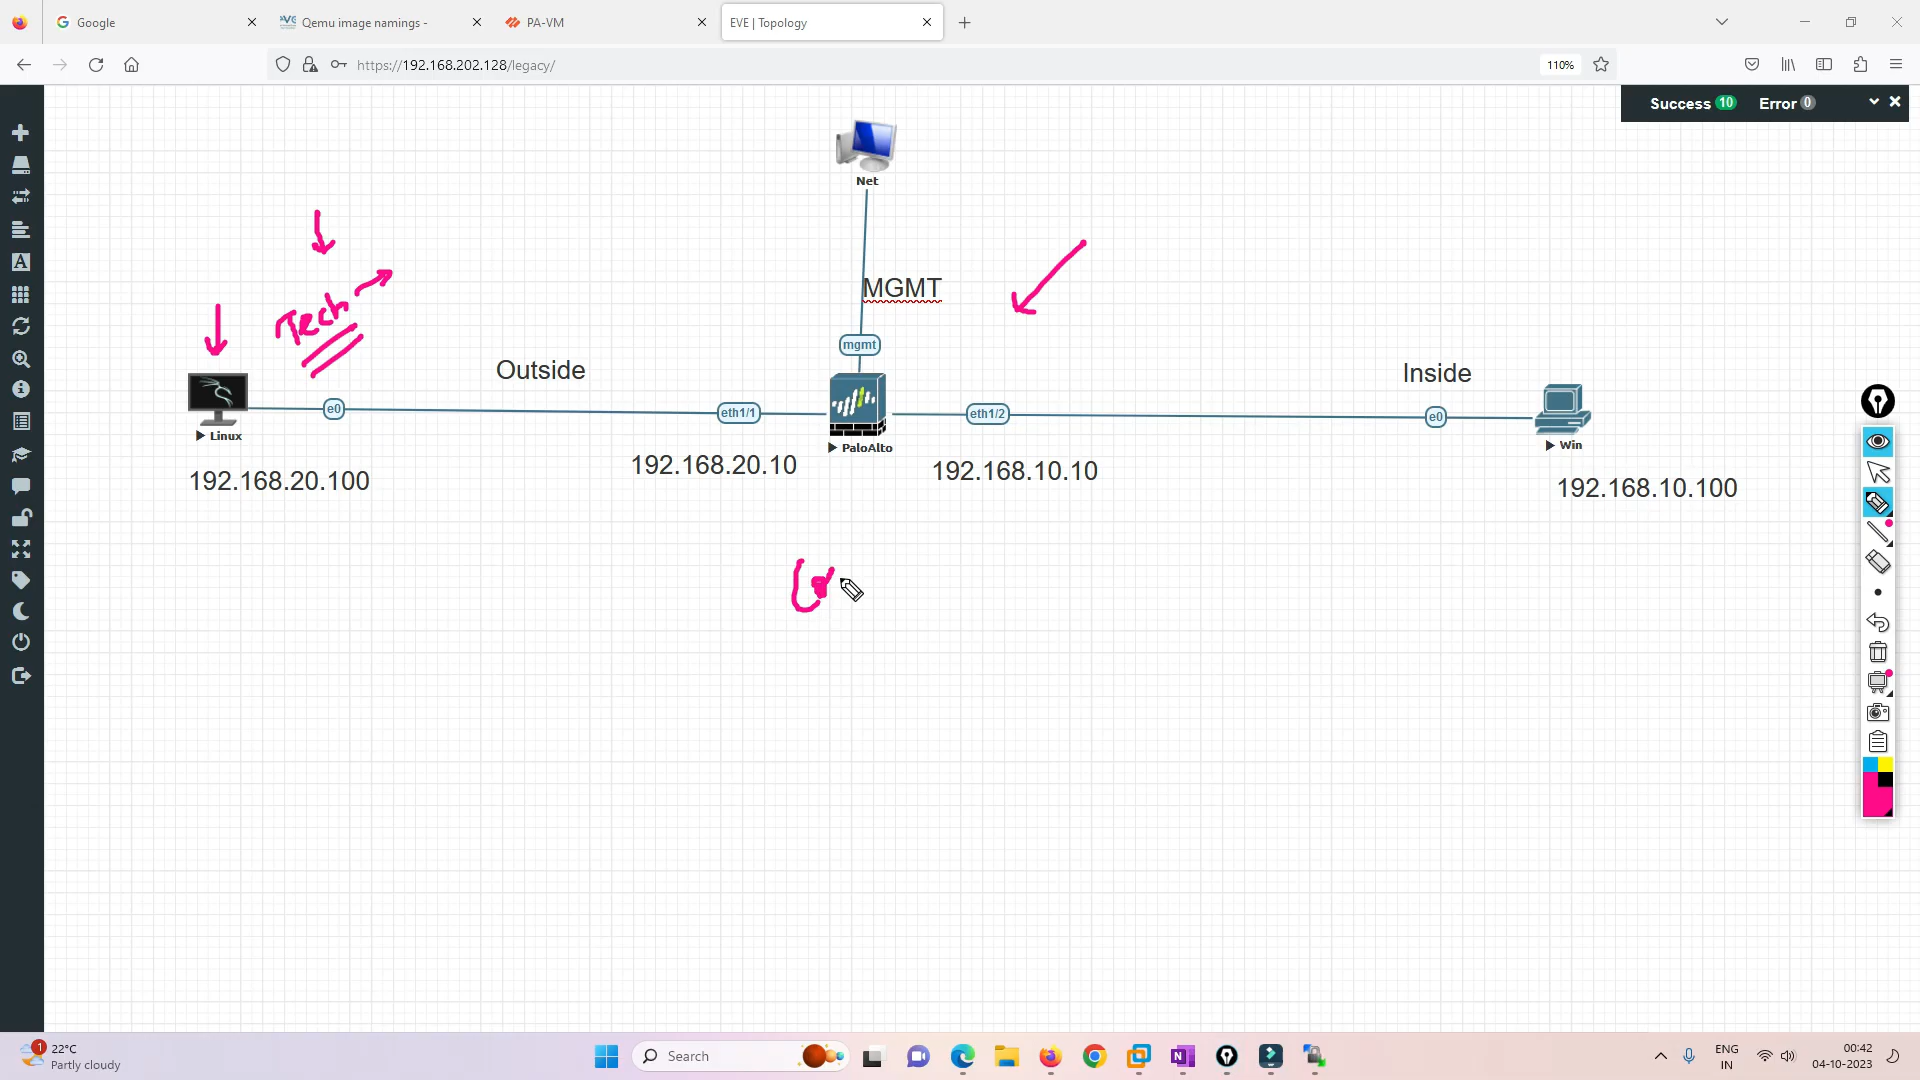 Google
Qemu image namings -
PA-VM
EVE | Topology
https://192.168.202.128/legacy/
110%
Success 10 Error 0
Net
MGMT
mgmt
Tech
Outside
Inside
e0
eth1/1
eth1/2
e0
Linux
PaloAlto
Win
192.168.20.100
192.168.20.10
192.168.10.10
192.168.10.100
1
22°C
Partly cloudy
Search
ENG
IN
00:42
04-10-2023